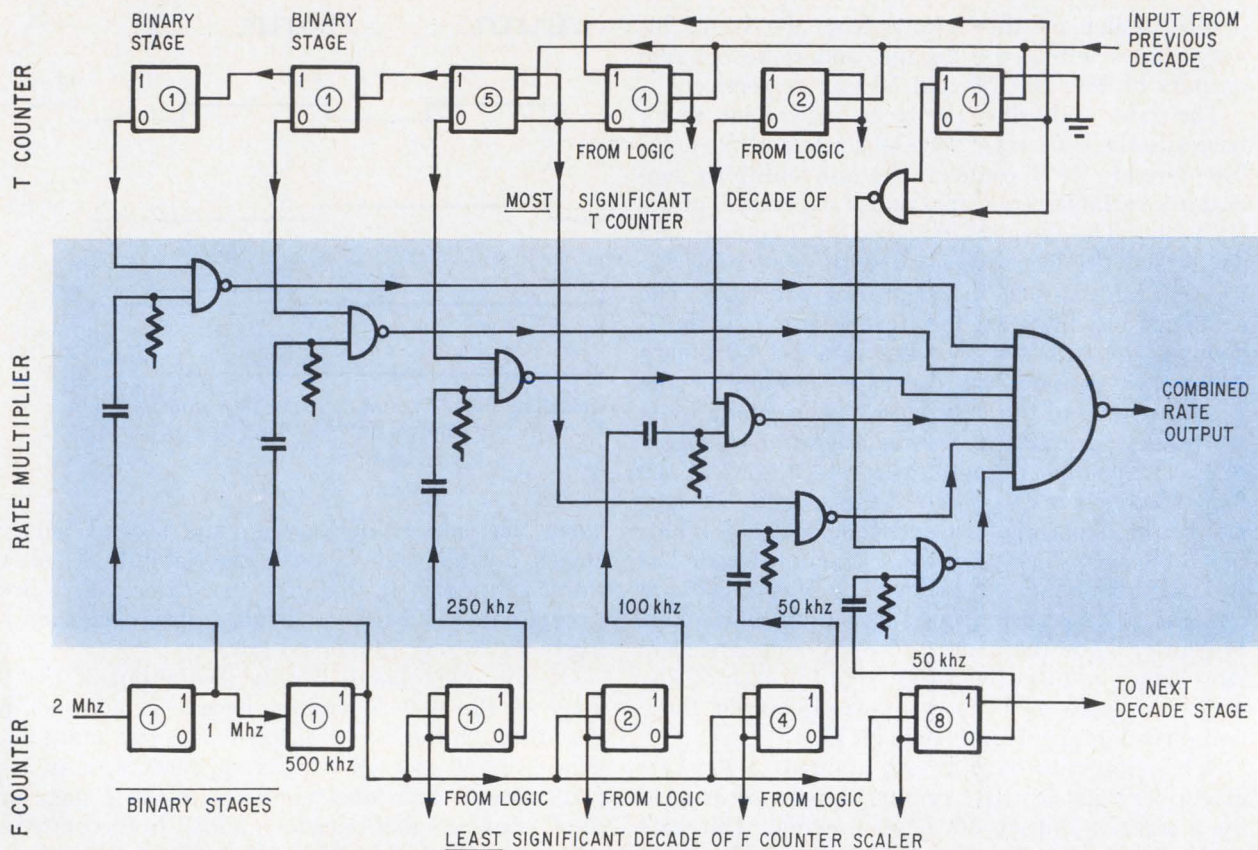 BINARY
STAGE
BINARY
STAGE
INPUT FROM
PREVIOUS
DECADE
1
0
1
1
0
1
1
0
5
1
0
1
1
0
2
1
0
1
FROM LOGIC
FROM LOGIC
T COUNTER
MOST SIGNIFICANT DECADE OF
T COUNTER
RATE MULTIPLIER
COMBINED
RATE
OUTPUT
250 khz
100 khz
50 khz
50 khz
F COUNTER
2 Mhz
1
1
0
1 Mhz
1
1
0
500 khz
1
1
0
2
1
0
4
1
0
8
1
0
TO NEXT
DECADE STAGE
BINARY STAGES
FROM LOGIC
FROM LOGIC
FROM LOGIC
LEAST SIGNIFICANT DECADE OF F COUNTER SCALER